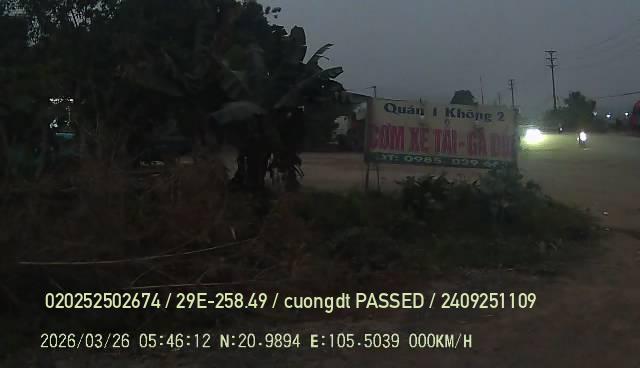 Quán 1 Không 2
CƠM XE TẢI - GÀ ĐỒI
ĐT: 0985 029
020252502674 / 29E-258.49 / cuongdt PASSED / 2409251109
2026/03/26 05:46:12 N:20.9894 E:105.5039 000KM/H